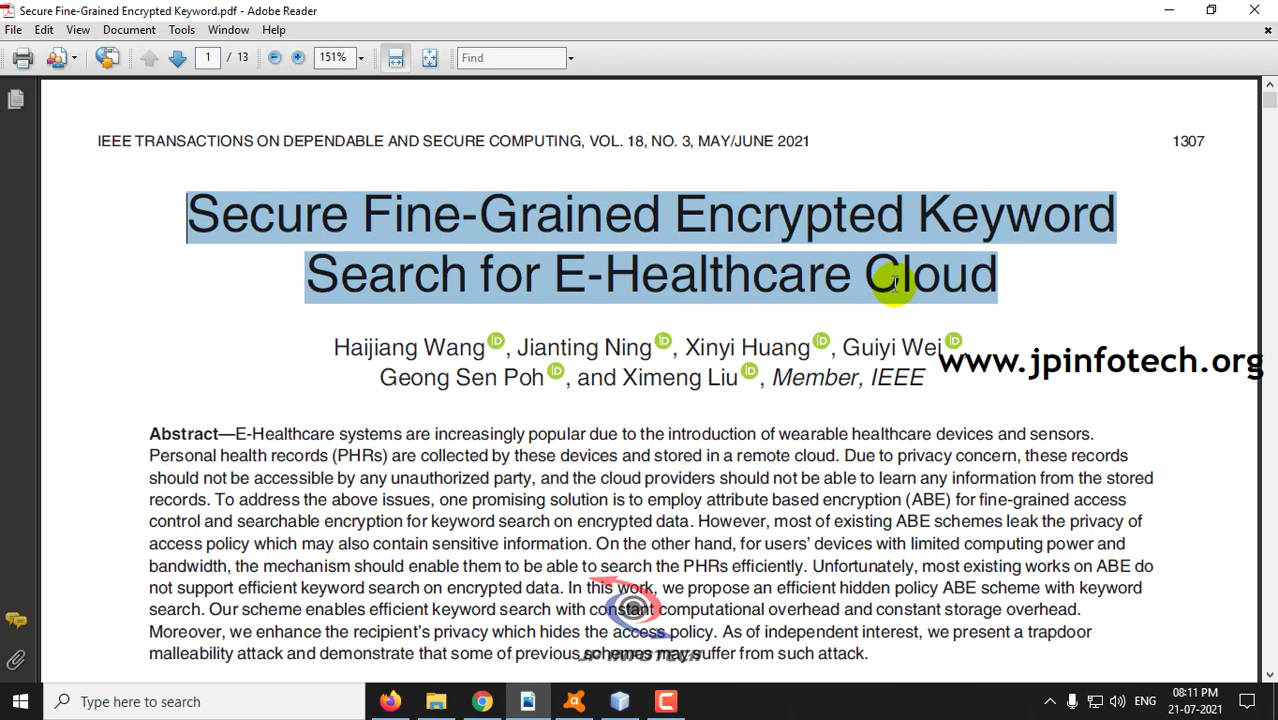 Secure Fine-Grained Encrypted Keyword.pdf - Adobe Reader
File Edit View Document Tools Window Help
1 / 13 151% Find
IEEE TRANSACTIONS ON DEPENDABLE AND SECURE COMPUTING, VOL. 18, NO. 3, MAY/JUNE 2021 1307
Secure Fine-Grained Encrypted Keyword
Search for E-Healthcare Cloud
Haijiang Wang, Jianting Ning, Xinyi Huang, Guiyi Wei,
www.jpinfotech.org
Geong Sen Poh, and Ximeng Liu, Member, IEEE
Abstract—E-Healthcare systems are increasingly popular due to the introduction of wearable healthcare devices and sensors.
Personal health records (PHRs) are collected by these devices and stored in a remote cloud. Due to privacy concern, these records
should not be accessible by any unauthorized party, and the cloud providers should not be able to learn any information from the stored
records. To address the above issues, one promising solution is to employ attribute based encryption (ABE) for fine-grained access
control and searchable encryption for keyword search on encrypted data. However, most of existing ABE schemes leak the privacy of
access policy which may also contain sensitive information. On the other hand, for users' devices with limited computing power and
bandwidth, the mechanism should enable them to be able to search the PHRs efficiently. Unfortunately, most existing works on ABE do
not support efficient keyword search on encrypted data. In this work, we propose an efficient hidden policy ABE scheme with keyword
search. Our scheme enables efficient keyword search with constant computational overhead and constant storage overhead.
Moreover, we enhance the recipient's privacy which hides the access policy. As of independent interest, we present a trapdoor
malleability attack and demonstrate that some of previous schemes may suffer from such attack.
JP INFOTECH
Type here to search
ENG
08:11 PM
21-07-2021